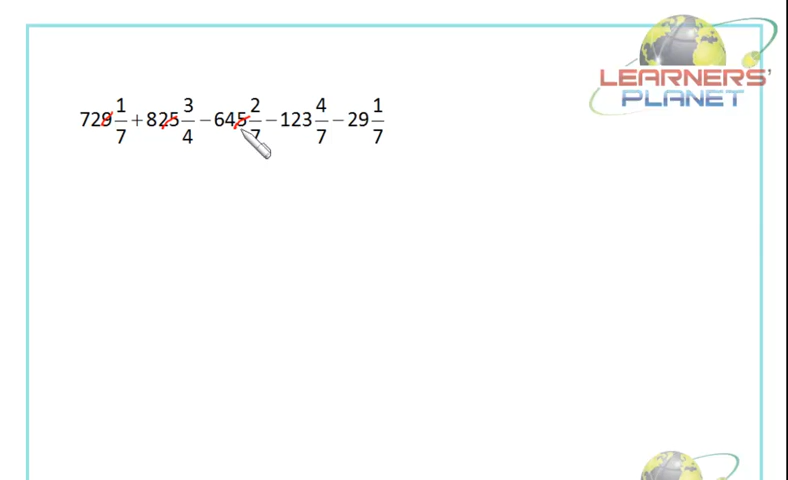 LEARNERS'
PLANET
729 1/7 + 825 3/4 − 645 2/7 − 123 4/7 − 29 1/7